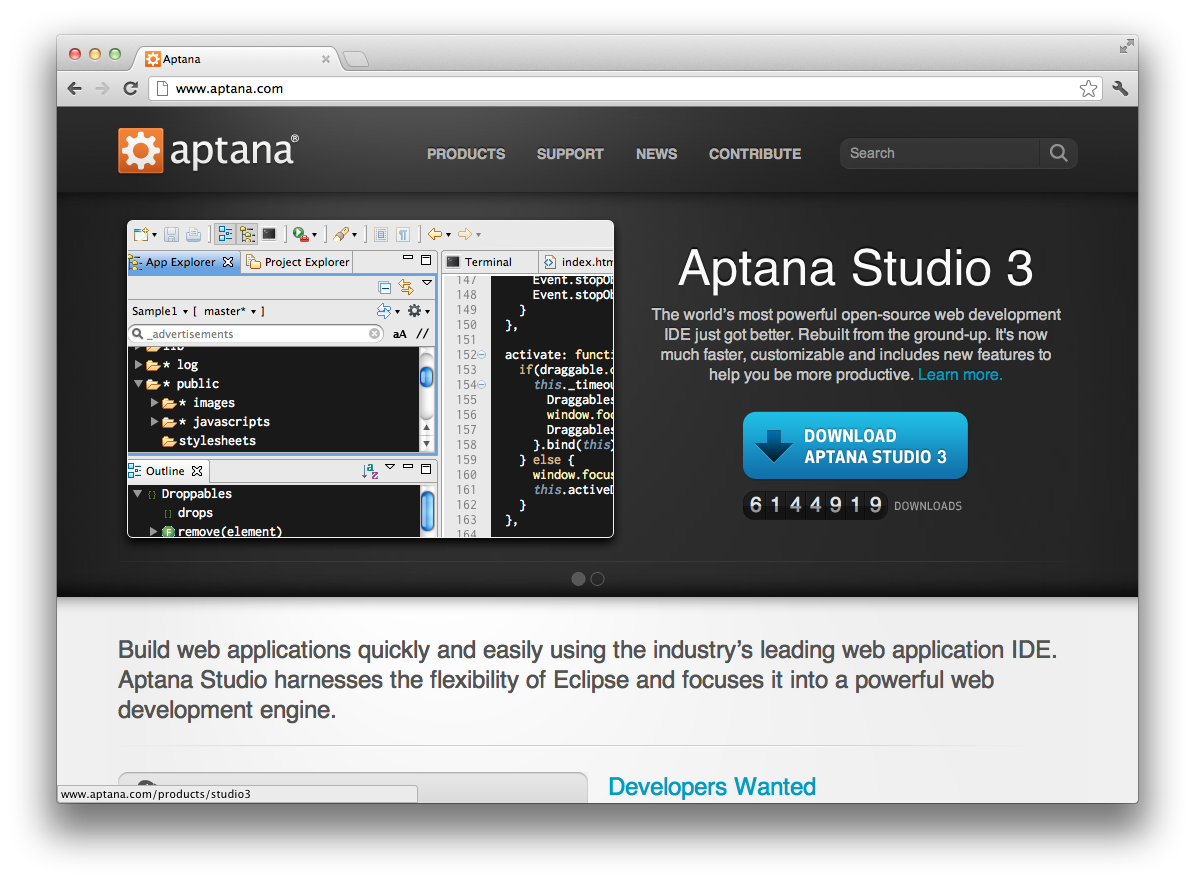 Aptana
www.aptana.com
aptana®
PRODUCTS SUPPORT NEWS CONTRIBUTE Search
App Explorer Project Explorer
Sample1 [ master* ]
_advertisements aA //
* log
* public
* images
* javascripts
stylesheets
Outline
Droppables
drops
remove(element)
Terminal index.htm
147 Event.stopOb
148 Event.stopOb
149 }
150 },
151
152 activate: functi
153 if(draggable.o
154 this._timeou
155 Draggables
156 window.foc
157 Draggables
158 }.bind(this)
159 } else {
160 window.focus
161 this.activeD
162 }
163 },
164
Aptana Studio 3
The world's most powerful open-source web development
IDE just got better. Rebuilt from the ground-up. It's now
much faster, customizable and includes new features to
help you be more productive. Learn more.
DOWNLOAD
APTANA STUDIO 3
6144919 DOWNLOADS
Build web applications quickly and easily using the industry's leading web application IDE.
Aptana Studio harnesses the flexibility of Eclipse and focuses it into a powerful web
development engine.
Developers Wanted
www.aptana.com/products/studio3